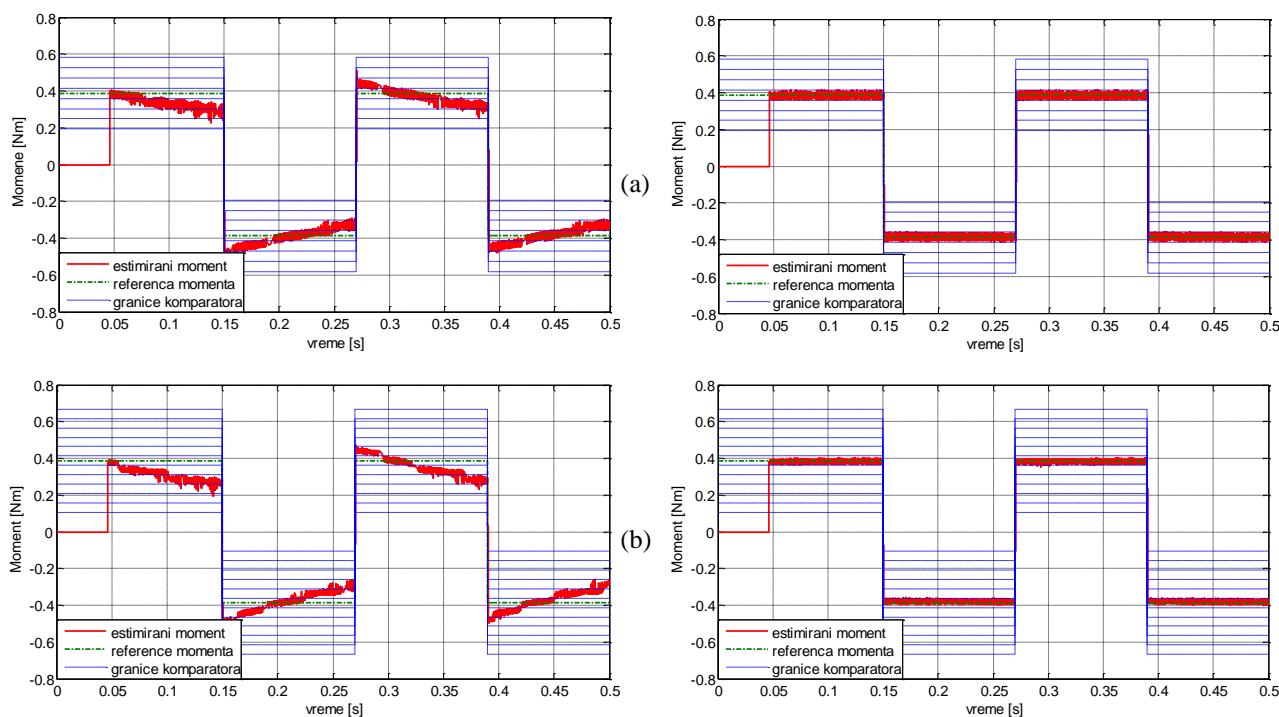 0.8
0.6
0.4
0.2
0
-0.2
-0.4
-0.6
-0.8
Momene [Nm]
estimirani moment
referenca momenta
granice komparatora
0 0.05 0.1 0.15 0.2 0.25 0.3 0.35 0.4 0.45 0.5
vreme [s]
(a)
0.8
0.6
0.4
0.2
0
-0.2
-0.4
-0.6
-0.8
Moment [Nm]
estimirani moment
referenca momenta
granice komparatora
0 0.05 0.1 0.15 0.2 0.25 0.3 0.35 0.4 0.45 0.5
vreme [s]
0.8
0.6
0.4
0.2
0
-0.2
-0.4
-0.6
-0.8
Moment [Nm]
estimirani moment
reference momenta
granice komparatora
0 0.05 0.1 0.15 0.2 0.25 0.3 0.35 0.4 0.45 0.5
vreme [s]
(b)
0.8
0.6
0.4
0.2
0
-0.2
-0.4
-0.6
-0.8
Moment [Nm]
estimirani moment
referenca momenta
granice komparatora
0 0.05 0.1 0.15 0.2 0.25 0.3 0.35 0.4 0.45 0.5
vreme [s]